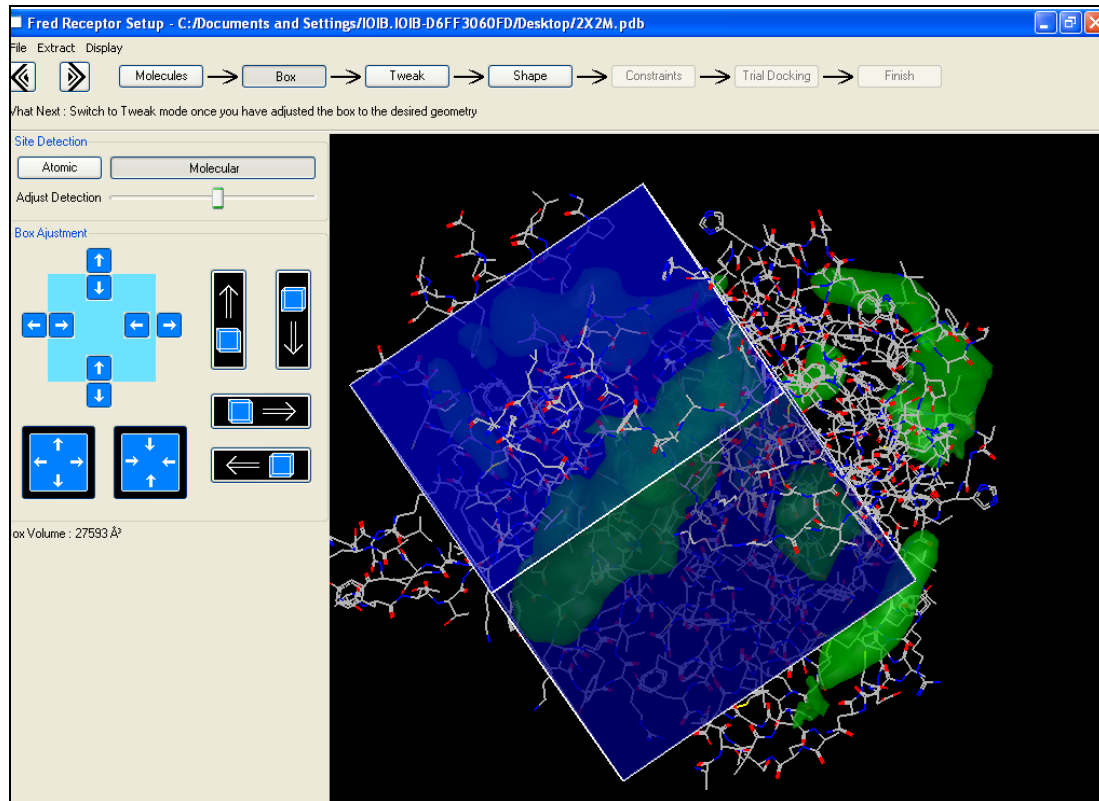 Fred Receptor Setup - C:/Documents and Settings/IOIB.IOIB-D6FF3060FD/Desktop/2X2M.pdb
File Extract Display
Molecules Box Tweak Shape Constraints Trial Docking Finish
What Next : Switch to Tweak mode once you have adjusted the box to the desired geometry
Site Detection
Atomic Molecular
Adjust Detection
Box Ajustment
ox Volume : 27593 Å³